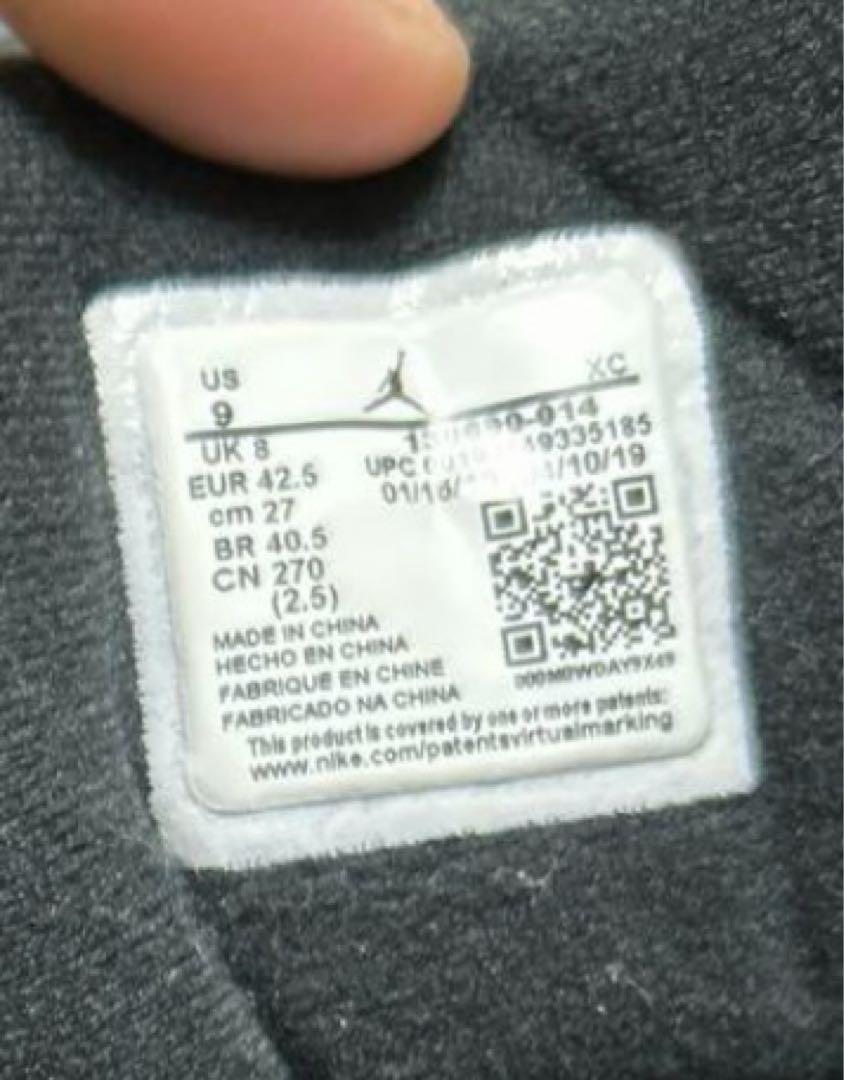 US
9
XC
UK 8
EUR 42.5
cm 27
BR 40.5
CN 270
(2.5)
UPC
MADE IN CHINA
HECHO EN CHINA
FABRIQUE EN CHINE
FABRICADO NA CHINA
This product is covered by one or more patents:
www.nike.com/patentsvirtualmarking